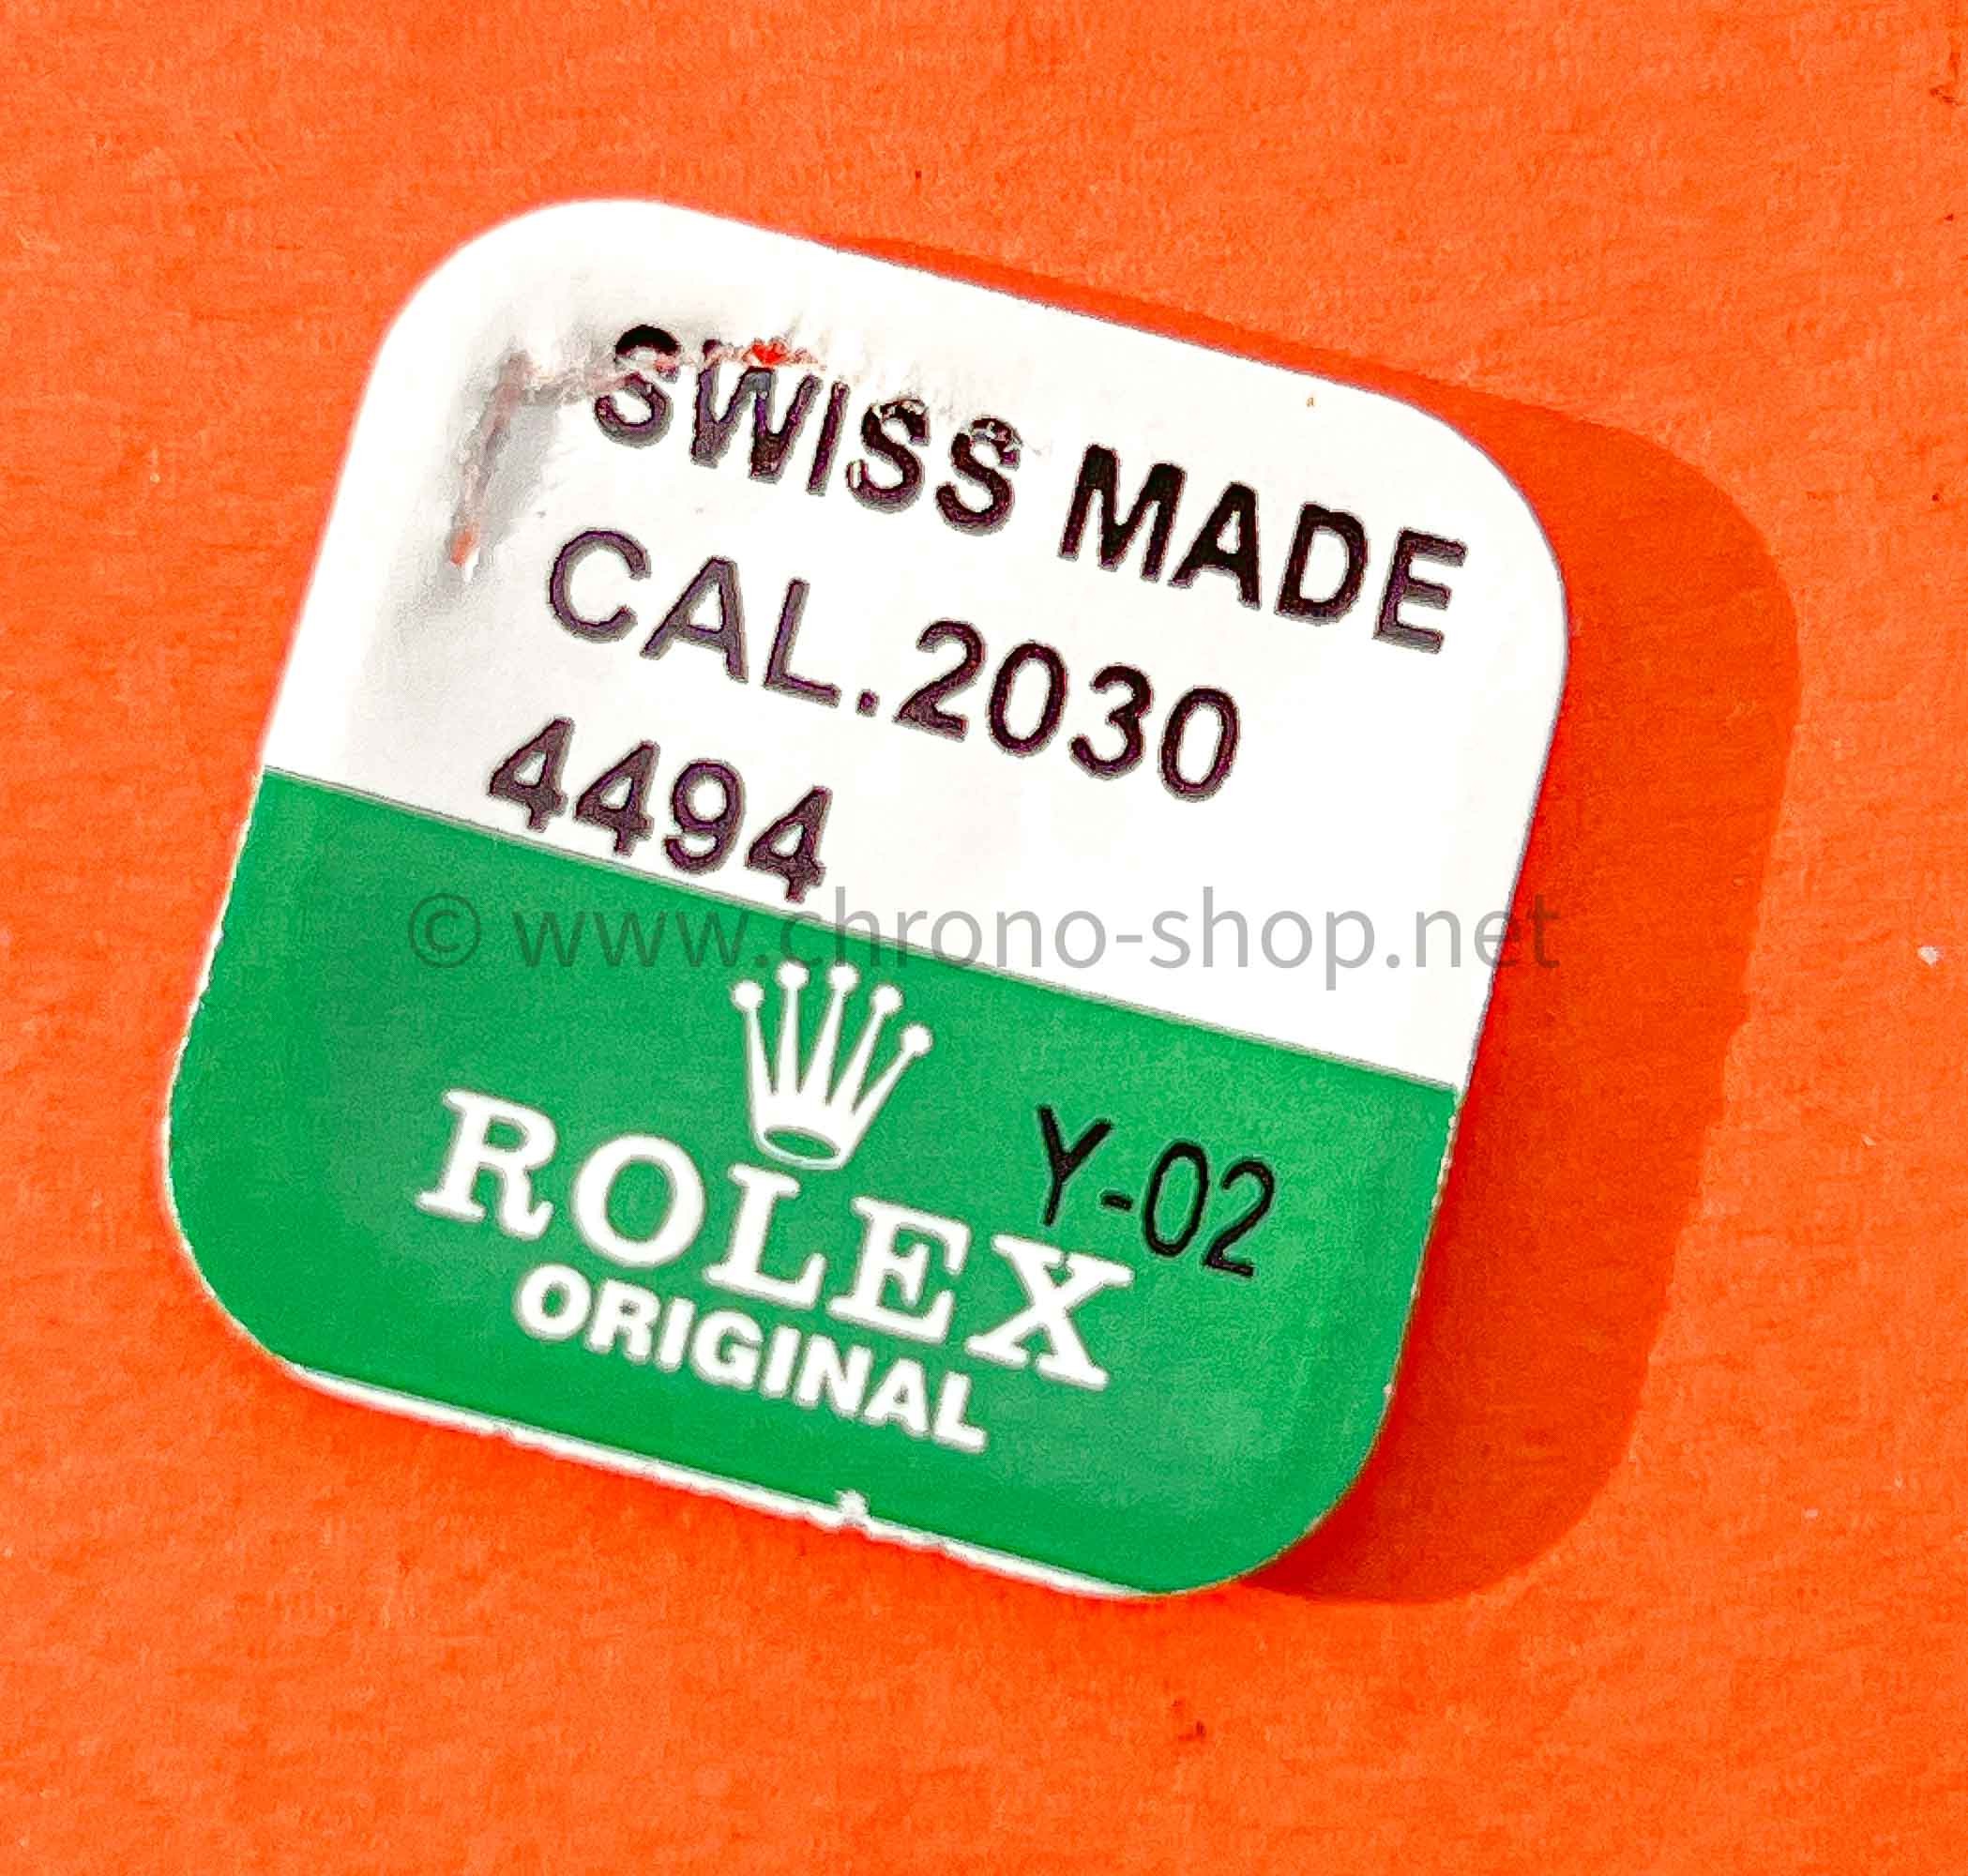 SWISS MADE
CAL.2030
4494
© www.chrono-shop.net
Y-02
ROLEX
ORIGINAL